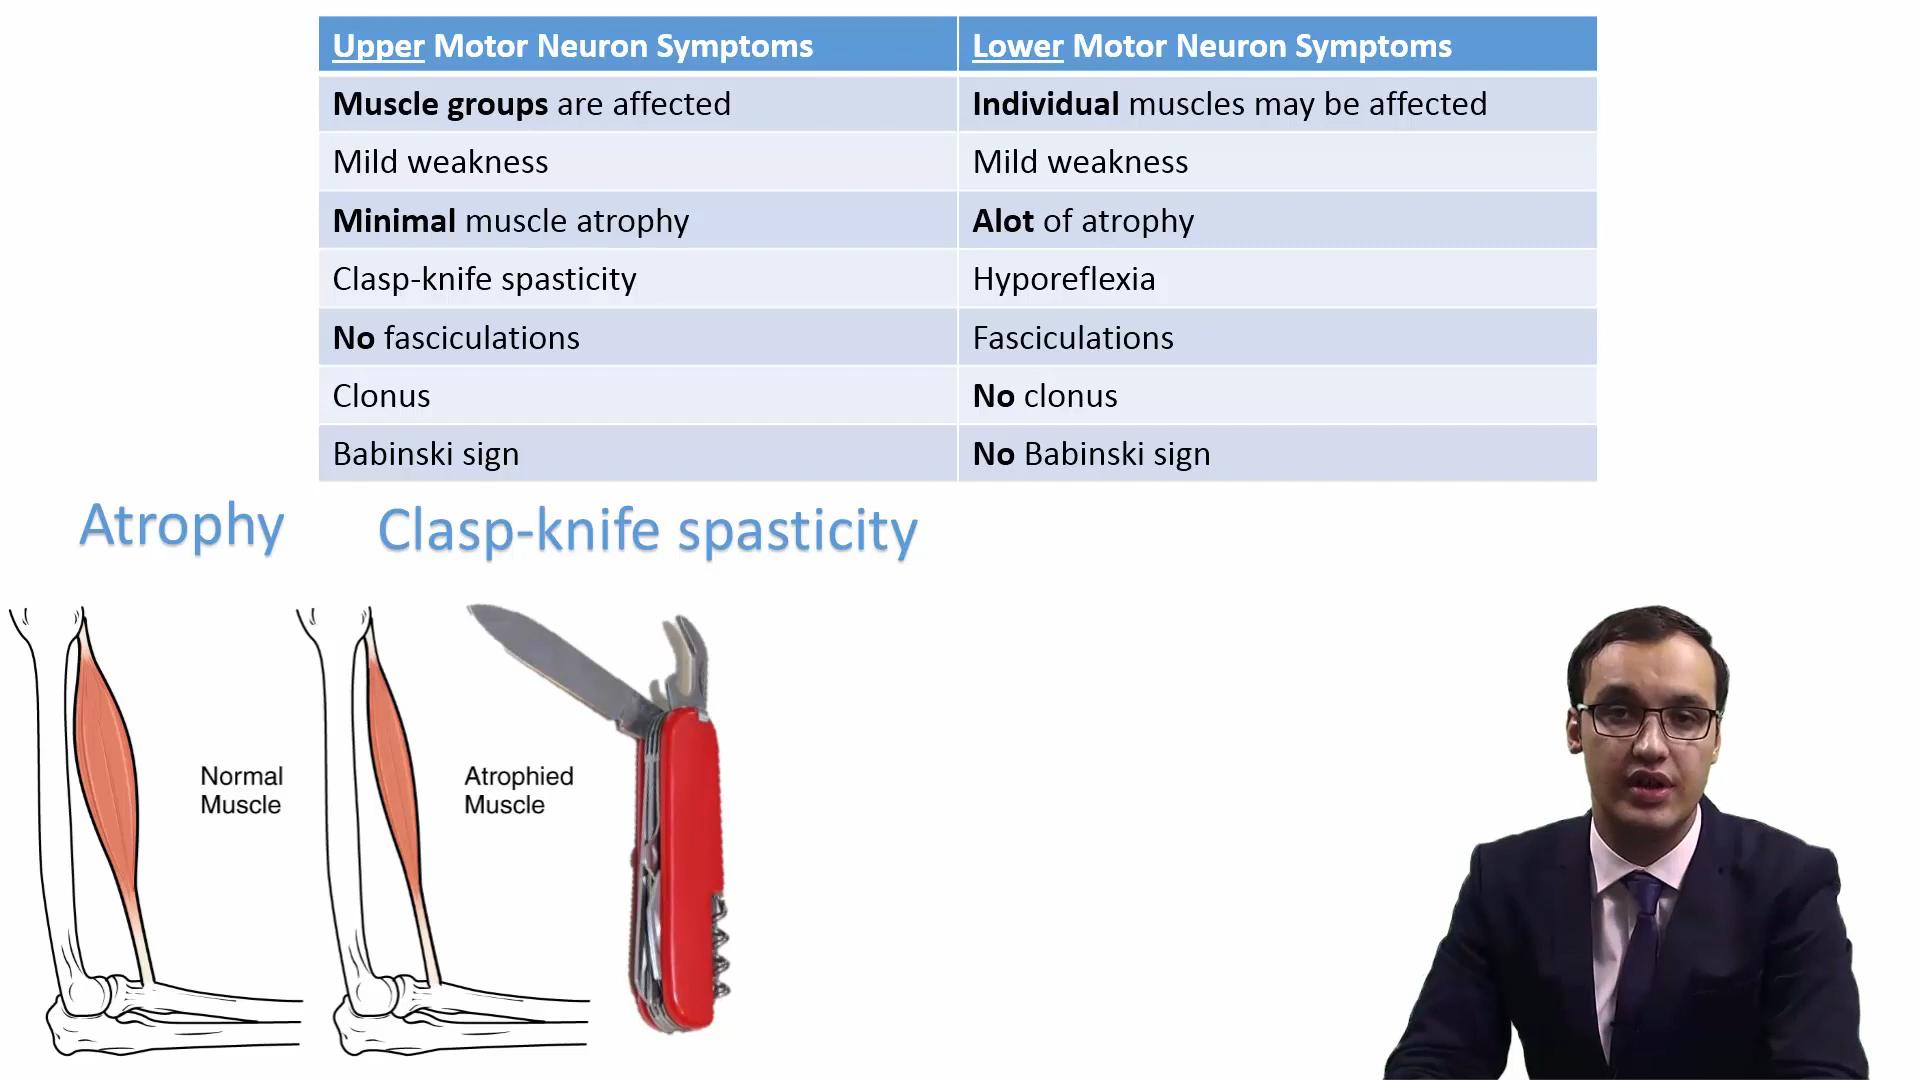 Upper Motor Neuron Symptoms
Lower Motor Neuron Symptoms
Muscle groups are affected
Individual muscles may be affected
Mild weakness
Mild weakness
Minimal muscle atrophy
Alot of atrophy
Clasp-knife spasticity
Hyporeflexia
No fasciculations
Fasciculations
Clonus
No clonus
Babinski sign
No Babinski sign
Atrophy
Clasp-knife spasticity
Normal
Muscle
Atrophied
Muscle